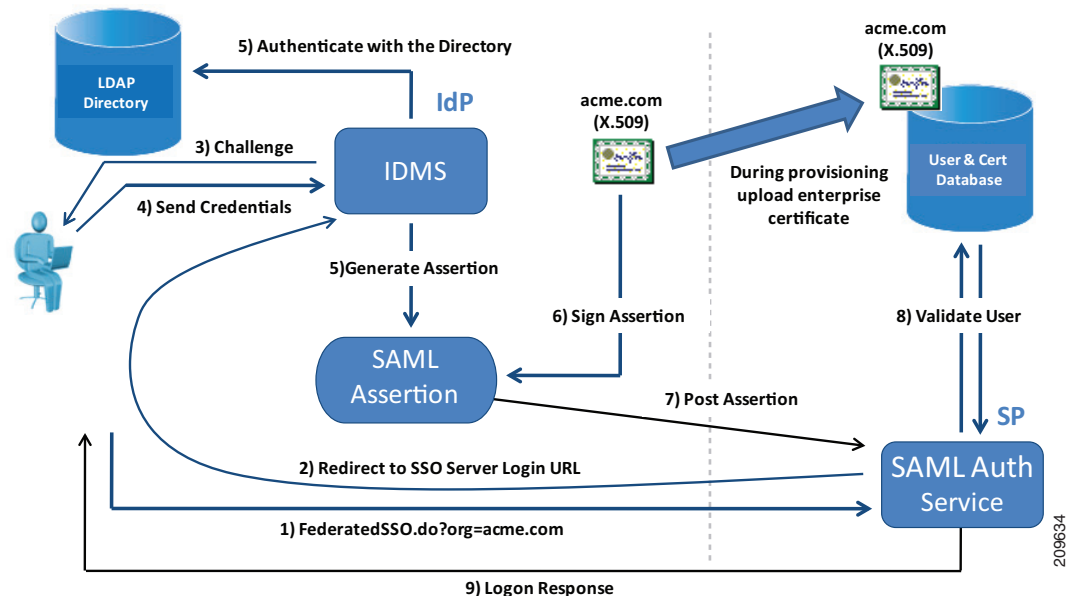 acme.com
(X.509)
5) Authenticate with the Directory
LDAP
Directory
IdP
acme.com
(X.509)
3) Challenge
IDMS
4) Send Credentials
During provisioning
upload enterprise
certificate
User & Cert
Database
5)Generate Assertion
6) Sign Assertion
8) Validate User
SAML
Assertion
7) Post Assertion
SP
2) Redirect to SSO Server Login URL
SAML Auth
Service
1) FederatedSSO.do?org=acme.com
9) Logon Response
209634